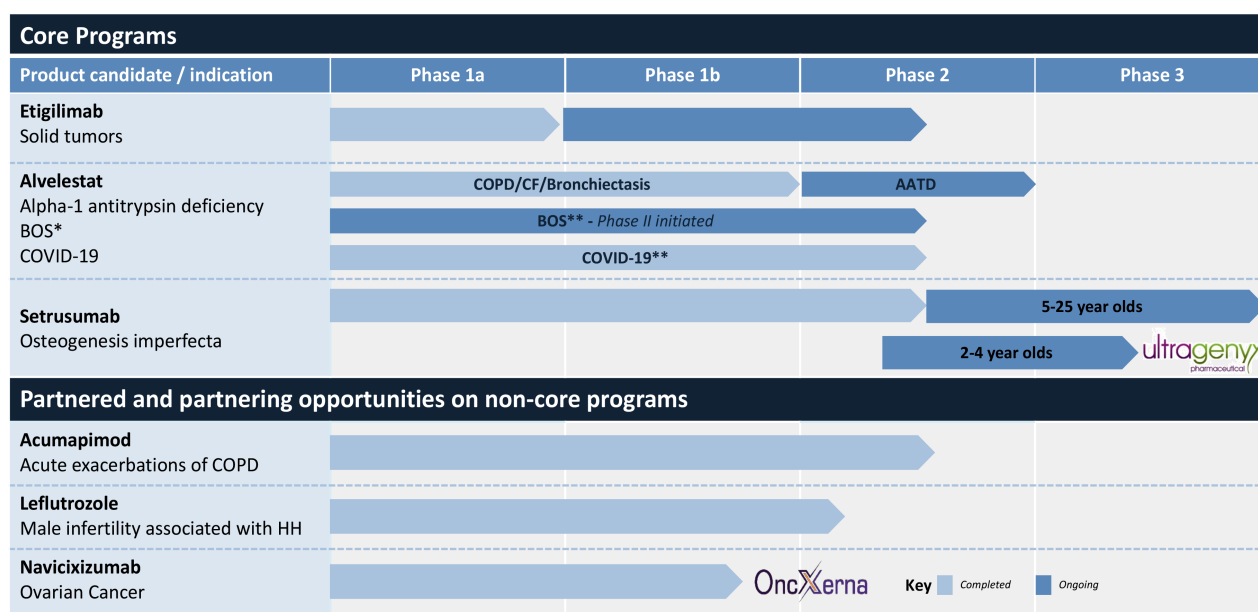 Core Programs
Product candidate / indication Phase 1a Phase 1b Phase 2 Phase 3
Etigilimab
Solid tumors
Alvelestat
Alpha-1 antitrypsin deficiency
BOS*
COVID-19
COPD/CF/Bronchiectasis AATD
BOS** - Phase II initiated
COVID-19**
Setrusumab
Osteogenesis imperfecta
5-25 year olds
2-4 year olds
ultragenyx
pharmaceutical
Partnered and partnering opportunities on non-core programs
Acumapimod
Acute exacerbations of COPD
Leflutrozole
Male infertility associated with HH
Navicixizumab
Ovarian Cancer
OncXerna
Key Completed Ongoing